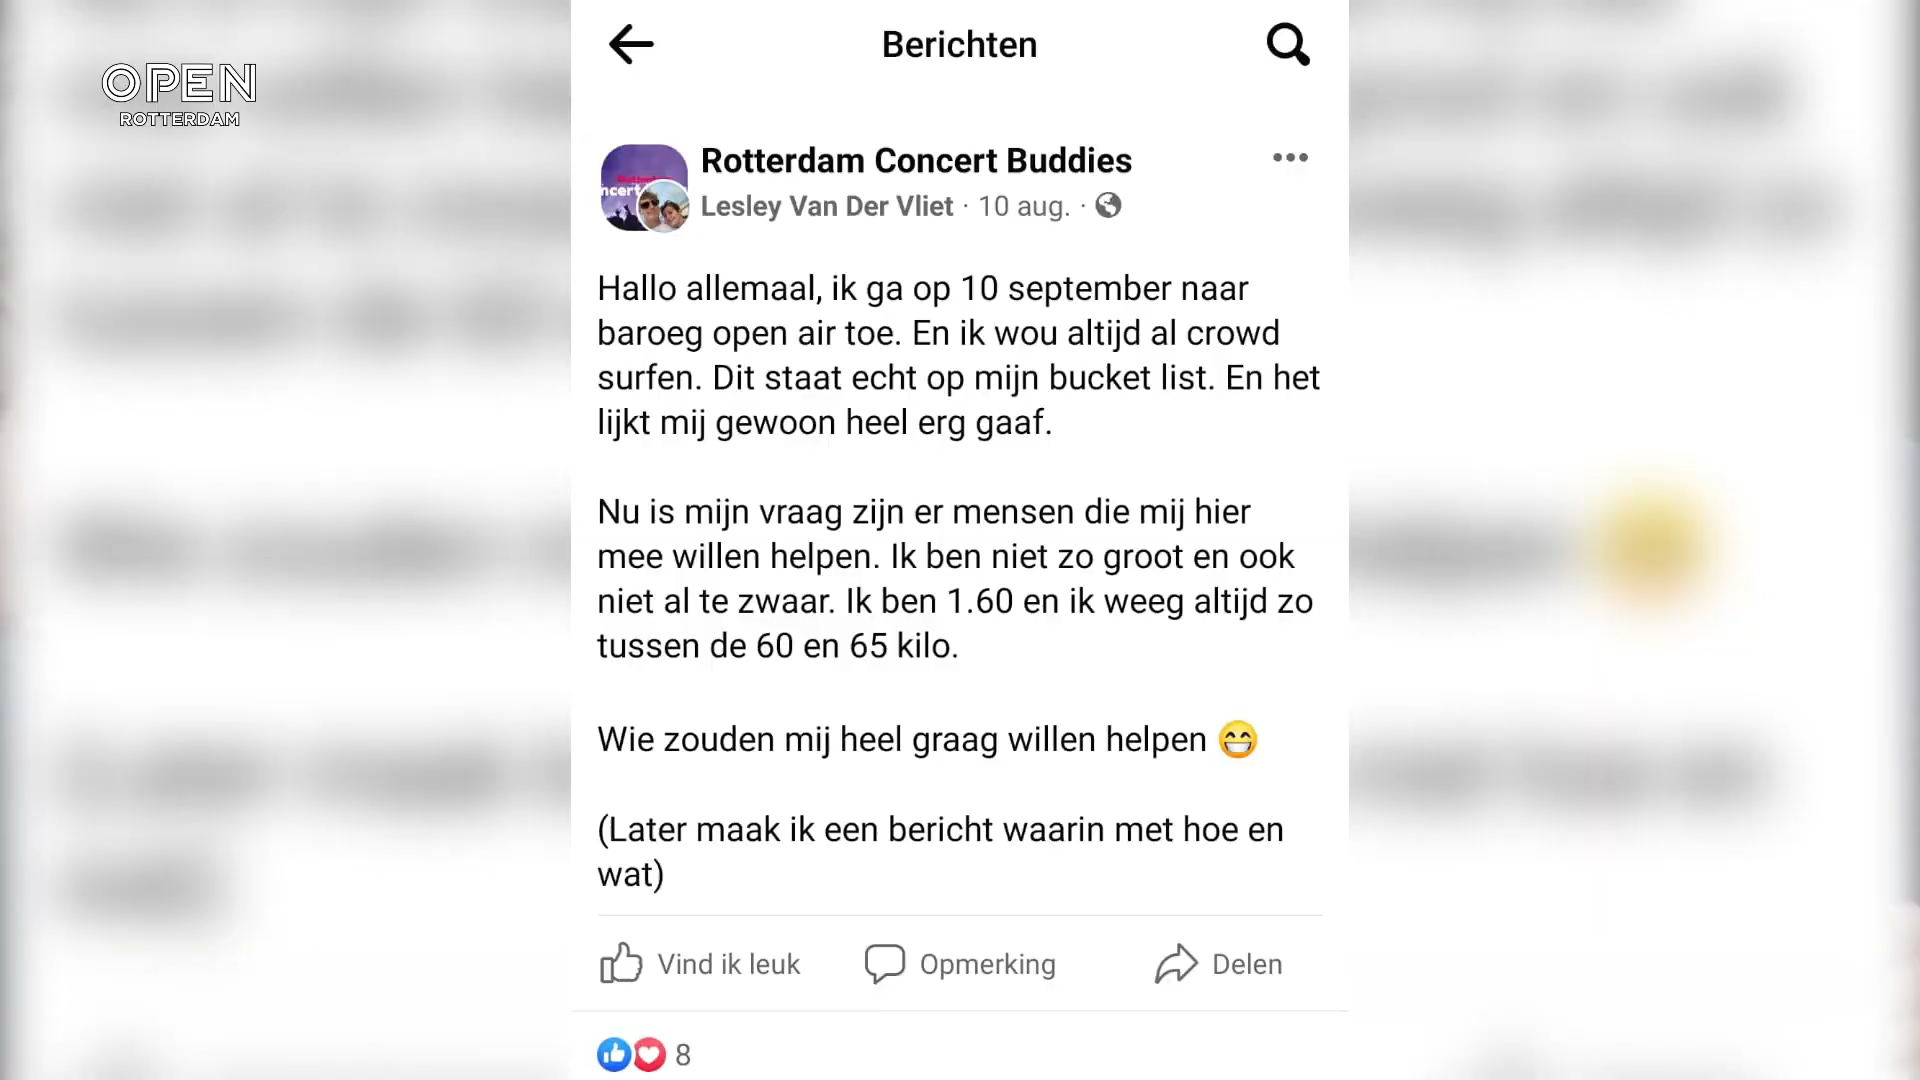 OPEN
ROTTERDAM
Berichten
Rotterdam Concert Buddies
Lesley Van Der Vliet · 10 aug. ·
Hallo allemaal, ik ga op 10 september naar
baroeg open air toe. En ik wou altijd al crowd
surfen. Dit staat echt op mijn bucket list. En het
lijkt mij gewoon heel erg gaaf.
Nu is mijn vraag zijn er mensen die mij hier
mee willen helpen. Ik ben niet zo groot en ook
niet al te zwaar. Ik ben 1.60 en ik weeg altijd zo
tussen de 60 en 65 kilo.
Wie zouden mij heel graag willen helpen 😁
(Later maak ik een bericht waarin met hoe en
wat)
Vind ik leuk
Opmerking
Delen
8